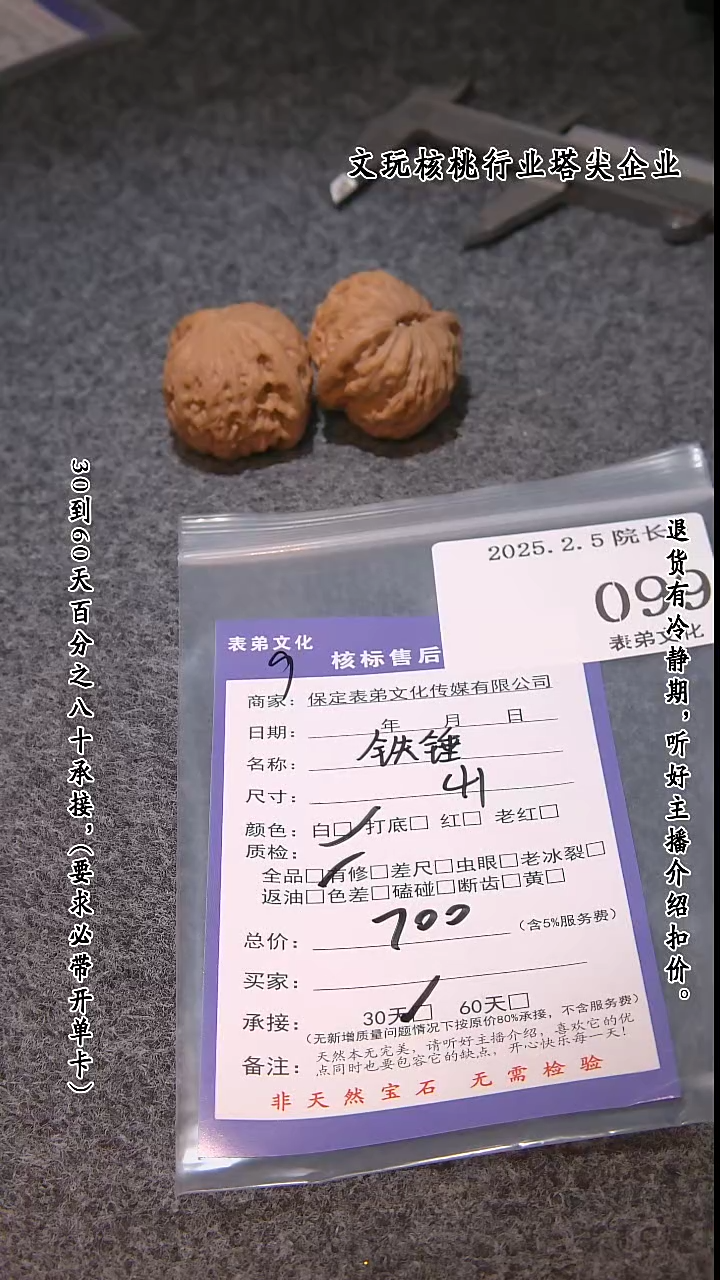 文玩核桃行业塔尖企业
30到60天百分之八十承接,(要求必带开单卡)
退货有冷静期,听好主播介绍扣价。
2025.2.5 院长
099
表弟文化
表弟文化
9
核标售后
商家: 保定表弟文化传媒有限公司
日期: 年 月 日
名称: 铁锤
尺寸: 41
颜色: 白□ 打底□ 红□ 老红□
质检:
全品□有修□差尺□虫眼□老冰裂□
返油□色差□磕碰□断齿□黄□
总价: 700 (含5%服务费)
买家:
承接: 30天□ 60天□
(无新增质量问题情况下按原价80%承接,不含服务费)
备注: 天然本无完美,请听好主播介绍,喜欢它的优
点同时也要包容它的缺点,开心快乐每一天!
非天然宝石 无需检验